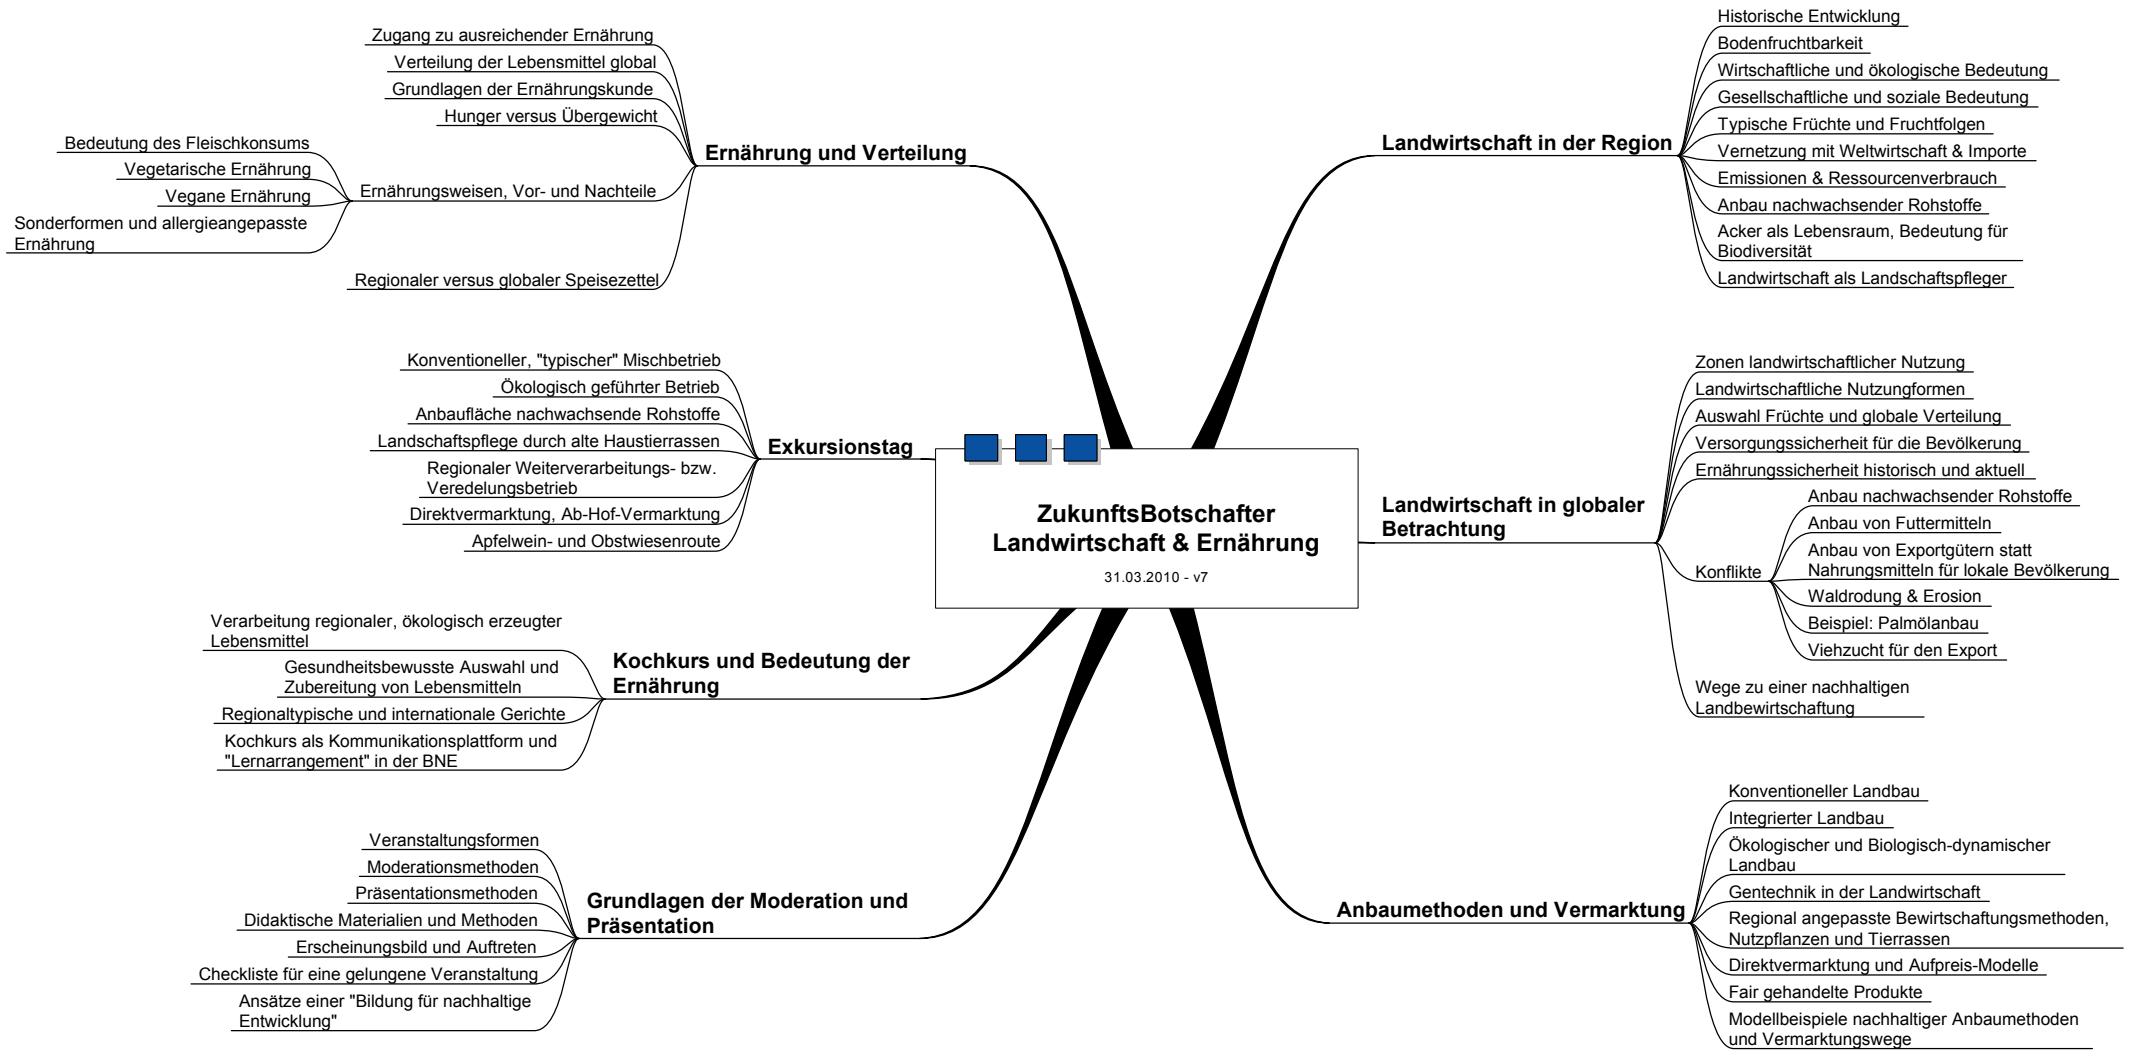 ZukunftsBotschafter
Landwirtschaft & Ernährung
31.03.2010 - v7
Landwirtschaft in der Region
Historische Entwicklung
Bodenfruchtbarkeit
Wirtschaftliche und ökologische Bedeutung
Gesellschaftliche und soziale Bedeutung
Typische Früchte und Fruchtfolgen
Vernetzung mit Weltwirtschaft & Importe
Emissionen & Ressourcenverbrauch
Anbau nachwachsender Rohstoffe
Acker als Lebensraum, Bedeutung für
Biodiversität
Landwirtschaft als Landschaftspfleger
Landwirtschaft in globaler
Betrachtung
Zonen landwirtschaftlicher Nutzung
Landwirtschaftliche Nutzungformen
Auswahl Früchte und globale Verteilung
Versorgungssicherheit für die Bevölkerung
Ernährungssicherheit historisch und aktuell
Konflikte
Anbau nachwachsender Rohstoffe
Anbau von Futtermitteln
Anbau von Exportgütern statt
Nahrungsmitteln für lokale Bevölkerung
Waldrodung & Erosion
Beispiel: Palmölanbau
Viehzucht für den Export
Wege zu einer nachhaltigen
Landbewirtschaftung
Anbaumethoden und Vermarktung
Konventioneller Landbau
Integrierter Landbau
Ökologischer und Biologisch-dynamischer
Landbau
Gentechnik in der Landwirtschaft
Regional angepasste Bewirtschaftungsmethoden,
Nutzpflanzen und Tierrassen
Direktvermarktung und Aufpreis-Modelle
Fair gehandelte Produkte
Modellbeispiele nachhaltiger Anbaumethoden
und Vermarktungswege
Ernährung und Verteilung
Zugang zu ausreichender Ernährung
Verteilung der Lebensmittel global
Grundlagen der Ernährungskunde
Hunger versus Übergewicht
Ernährungsweisen, Vor- und Nachteile
Bedeutung des Fleischkonsums
Vegetarische Ernährung
Vegane Ernährung
Sonderformen und allergieangepasste
Ernährung
Regionaler versus globaler Speisezettel
Exkursionstag
Konventioneller, "typischer" Mischbetrieb
Ökologisch geführter Betrieb
Anbaufläche nachwachsende Rohstoffe
Landschaftspflege durch alte Haustierrassen
Regionaler Weiterverarbeitungs- bzw.
Veredelungsbetrieb
Direktvermarktung, Ab-Hof-Vermarktung
Apfelwein- und Obstwiesenroute
Kochkurs und Bedeutung der
Ernährung
Verarbeitung regionaler, ökologisch erzeugter
Lebensmittel
Gesundheitsbewusste Auswahl und
Zubereitung von Lebensmitteln
Regionaltypische und internationale Gerichte
Kochkurs als Kommunikationsplattform und
"Lernarrangement" in der BNE
Grundlagen der Moderation und
Präsentation
Veranstaltungsformen
Moderationsmethoden
Präsentationsmethoden
Didaktische Materialien und Methoden
Erscheinungsbild und Auftreten
Checkliste für eine gelungene Veranstaltung
Ansätze einer "Bildung für nachhaltige
Entwicklung"